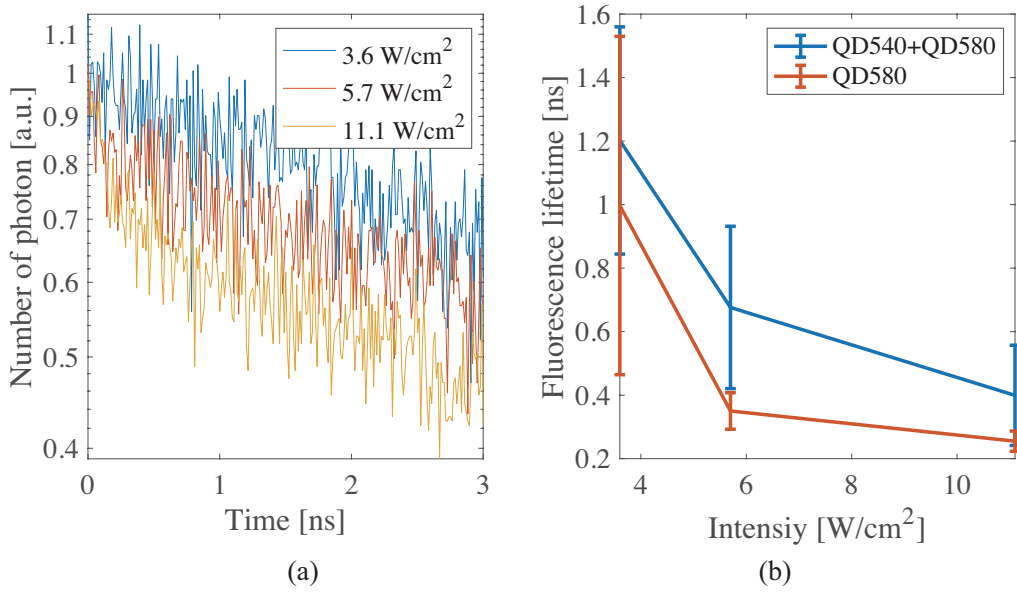 1.1
1
0.9
0.8
0.7
0.6
0.5
0.4
Number of photon [a.u.]
3.6 W/cm²
5.7 W/cm²
11.1 W/cm²
0
1
2
3
Time [ns]
(a)
1.6
1.4
1.2
1
0.8
0.6
0.4
0.2
Fluorescence lifetime [ns]
QD540+QD580
QD580
4
6
8
10
Intensiy [W/cm²]
(b)